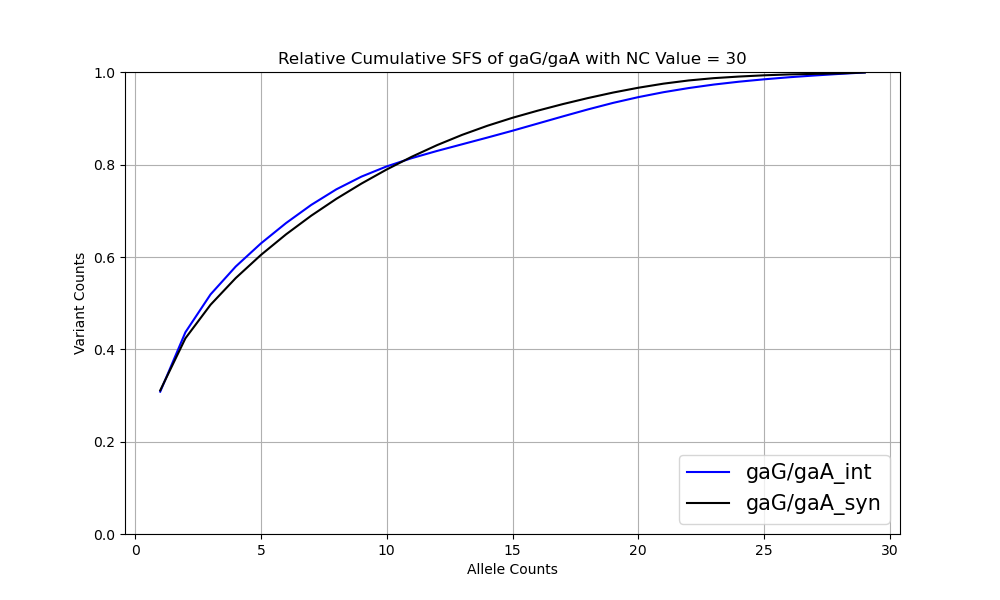 Relative Cumulative SFS of gaG/gaA with NC Value = 30
1.0
0.8
0.6
0.4
0.2
0.0
Variant Counts
0 5 10 15 20 25 30
Allele Counts
gaG/gaA_int
gaG/gaA_syn